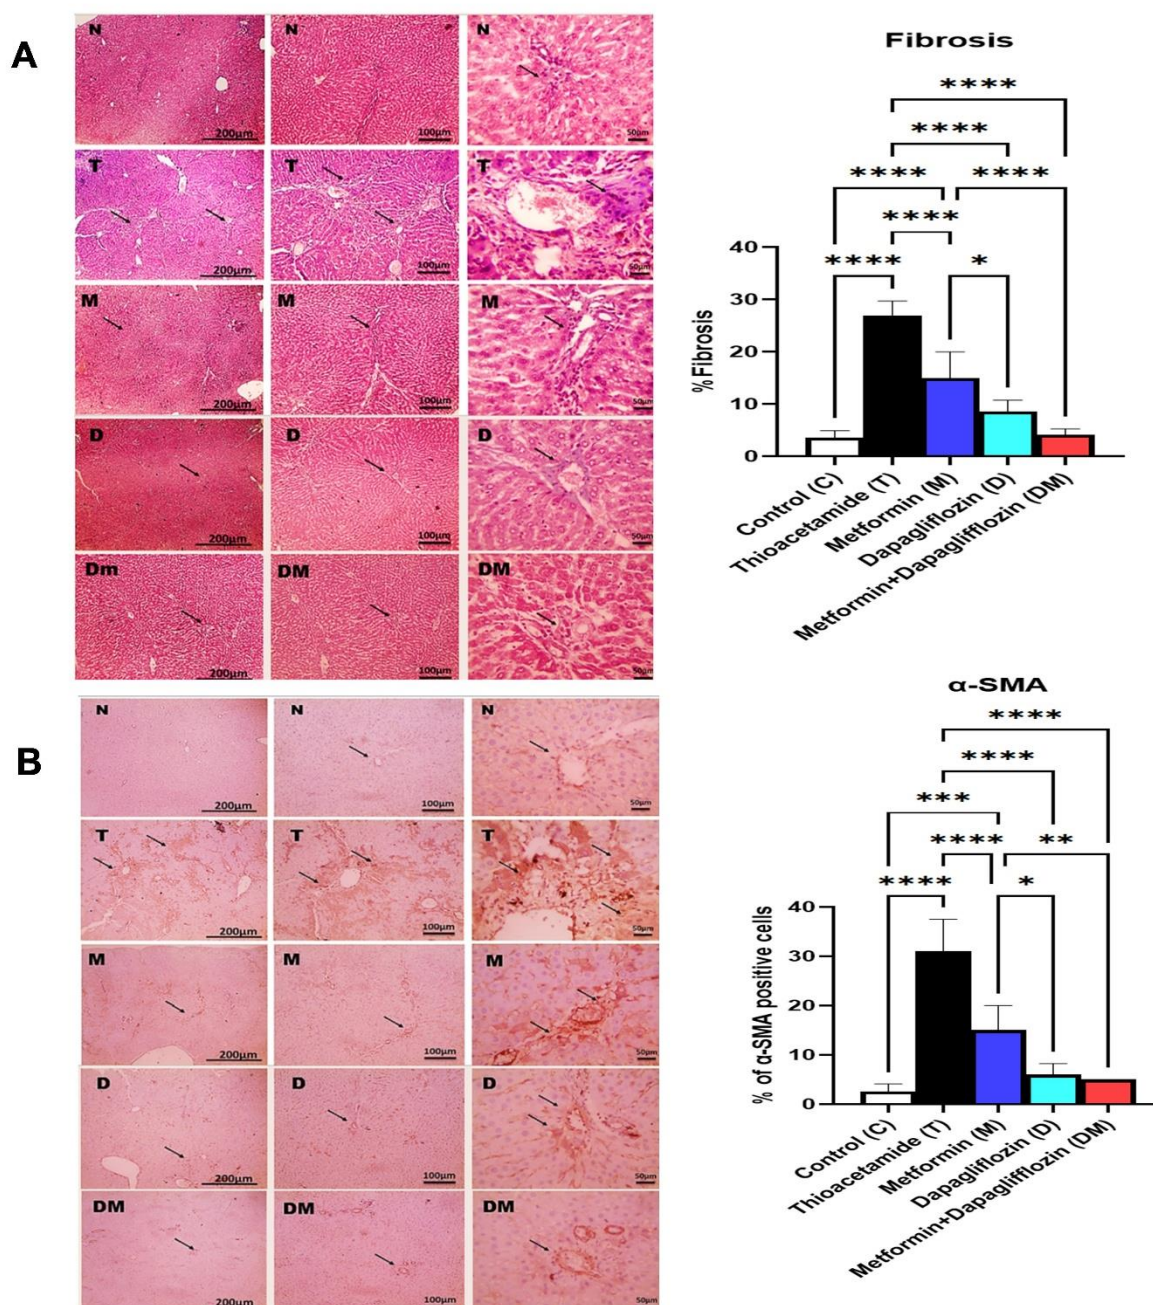 A
N N N
200µm 100µm 50µm
T T T
200µm 100µm 50µm
M M M
200µm 100µm 50µm
D D D
200µm 100µm 50µm
Dm DM DM
200µm 100µm 50µm
Fibrosis
****
****
**** ****
****
**** *
% Fibrosis
40
30
20
10
0
Control (C)
Thioacetamide (T)
Metformin (M)
Dapagliflozin (D)
Metformin+Dapaglifflozin (DM)
B
N N N
200µm 100µm 50µm
T T T
200µm 100µm 50µm
M M M
200µm 100µm 50µm
D D D
200µm 100µm 50µm
DM DM DM
200µm 100µm 50µm
α-SMA
****
****
***
**** **
**** *
% of α-SMA positive cells
40
30
20
10
0
Control (C)
Thioacetamide (T)
Metformin (M)
Dapagliflozin (D)
Metformin+Dapaglifflozin (DM)